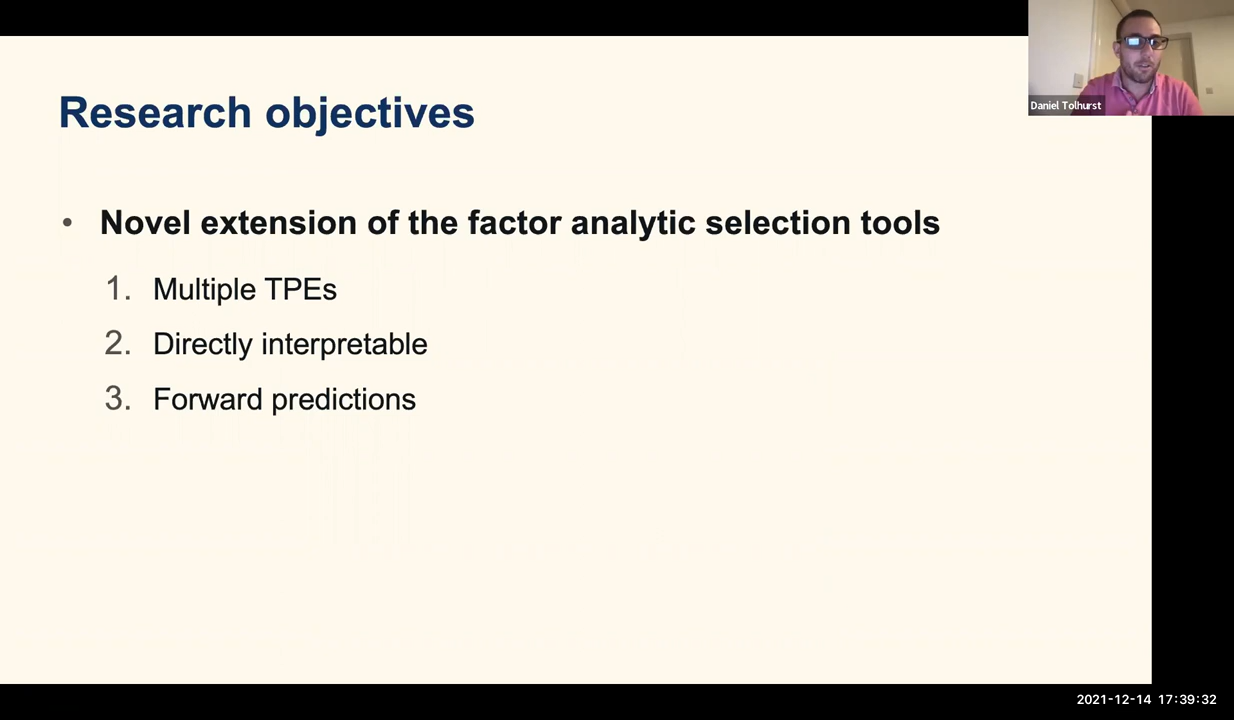 Daniel Tolhurst
Research objectives
• Novel extension of the factor analytic selection tools
1. Multiple TPEs
2. Directly interpretable
3. Forward predictions
2021-12-14 17:39:32